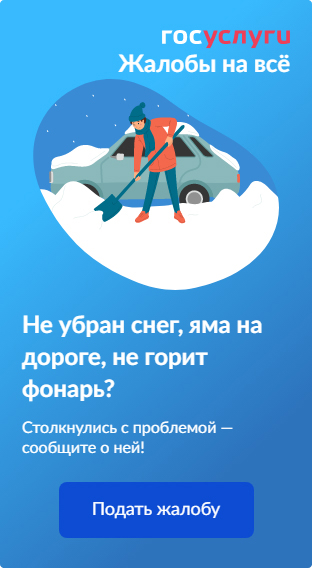 госуслуги
Жалобы на всё
Не убран снег, яма на
дороге, не горит
фонарь?
Столкнулись с проблемой —
сообщите о ней!
Подать жалобу